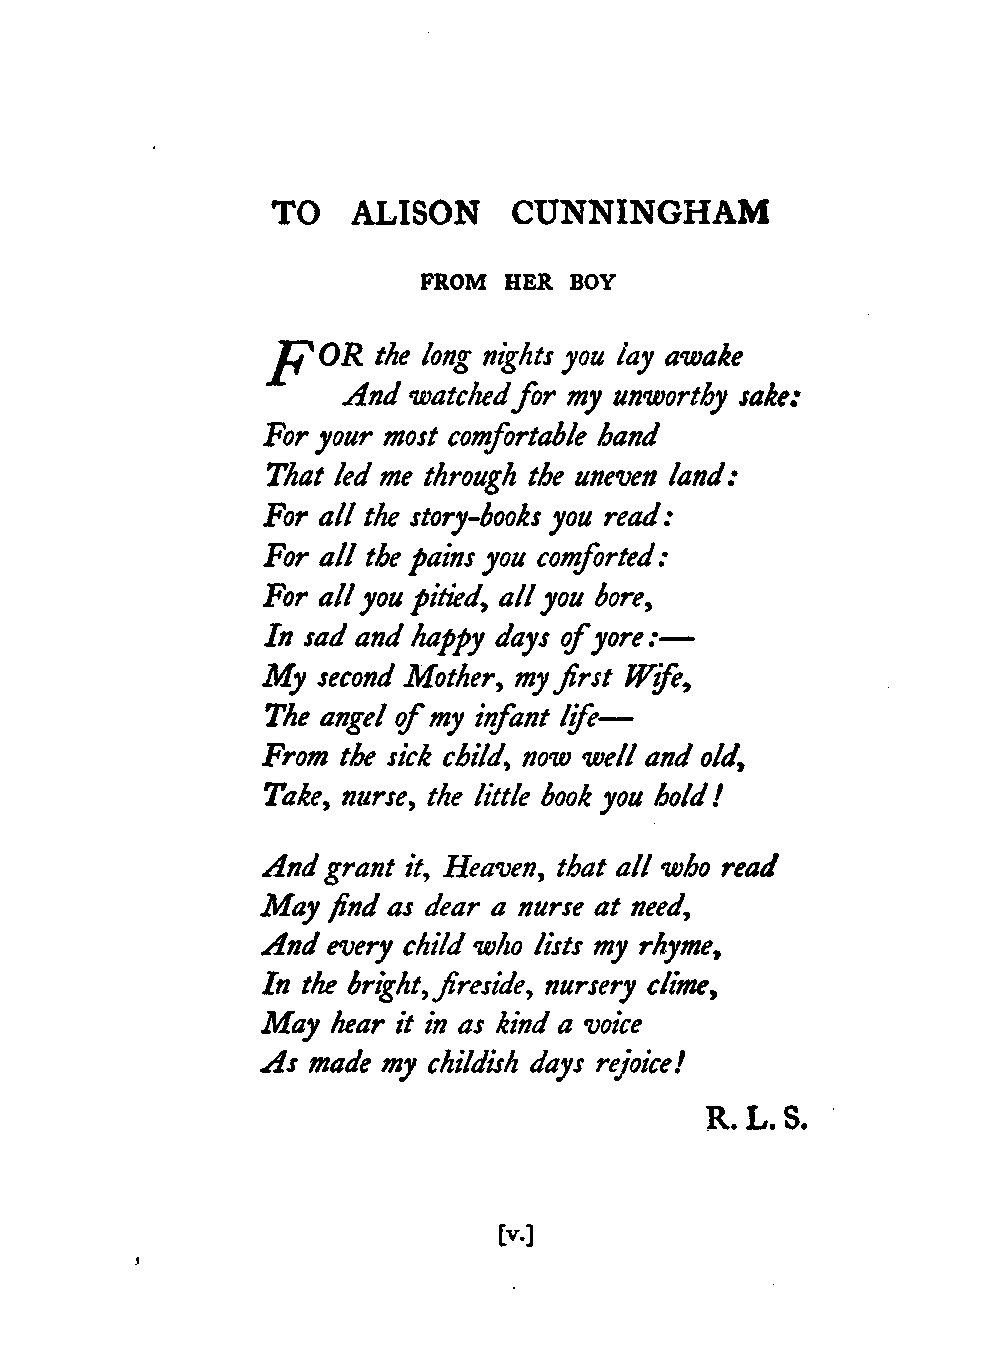 TO ALISON CUNNINGHAM
FROM HER BOY
FOR the long nights you lay awake
And watched for my unworthy sake:
For your most comfortable hand
That led me through the uneven land:
For all the story-books you read:
For all the pains you comforted:
For all you pitied, all you bore,
In sad and happy days of yore:—
My second Mother, my first Wife,
The angel of my infant life—
From the sick child, now well and old,
Take, nurse, the little book you hold!
And grant it, Heaven, that all who read
May find as dear a nurse at need,
And every child who lists my rhyme,
In the bright, fireside, nursery clime,
May hear it in as kind a voice
As made my childish days rejoice!
R. L. S.
[v.]